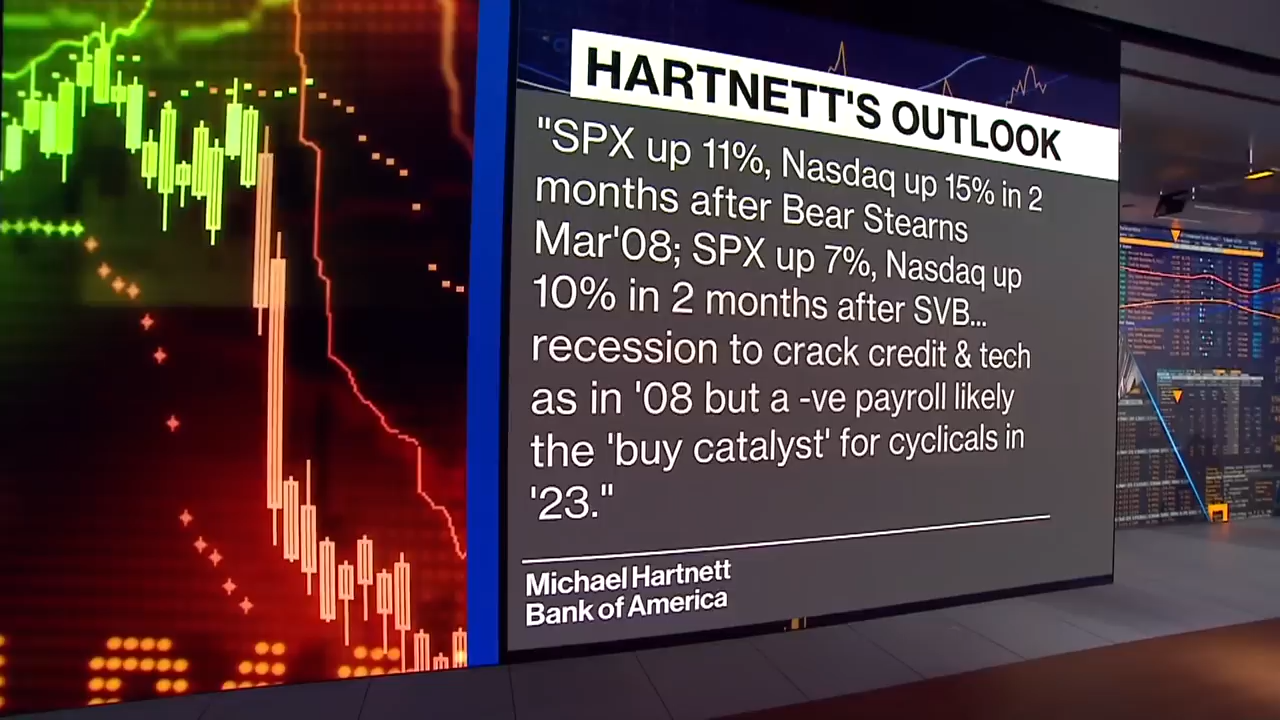 HARTNETT'S OUTLOOK
"SPX up 11%, Nasdaq up 15% in 2
months after Bear Stearns
Mar'08; SPX up 7%, Nasdaq up
10% in 2 months after SVB...
recession to crack credit & tech
as in '08 but a -ve payroll likely
the 'buy catalyst' for cyclicals in
'23."
Michael Hartnett
Bank of America